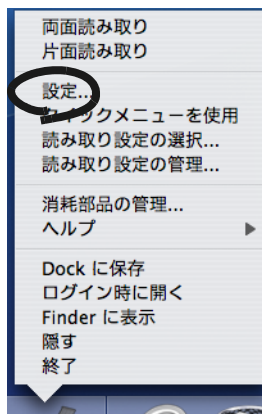 両面読み取り
片面読み取り
設定...
クイックメニューを使用
読み取り設定の選択...
読み取り設定の管理...
消耗部品の管理...
ヘルプ
Dock に保存
ログイン時に開く
Finder に表示
隠す
終了